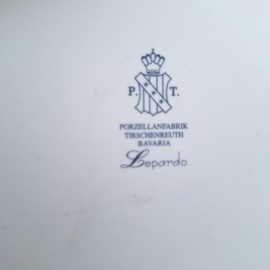 P. T.
PORZELLANFABRIK
TIRSCHENREUTH
BAVARIA
Lepardo